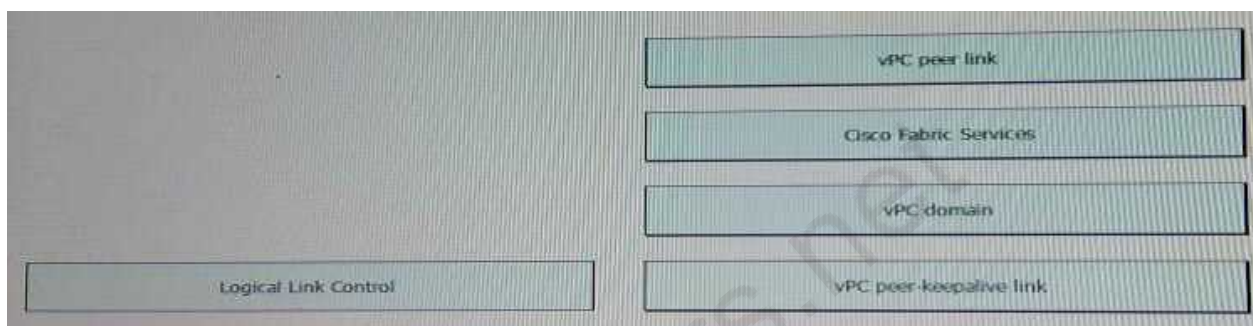 vPC peer link
Cisco Fabric Services
vPC domain
Logical Link Control
vPC peer-keepalive link